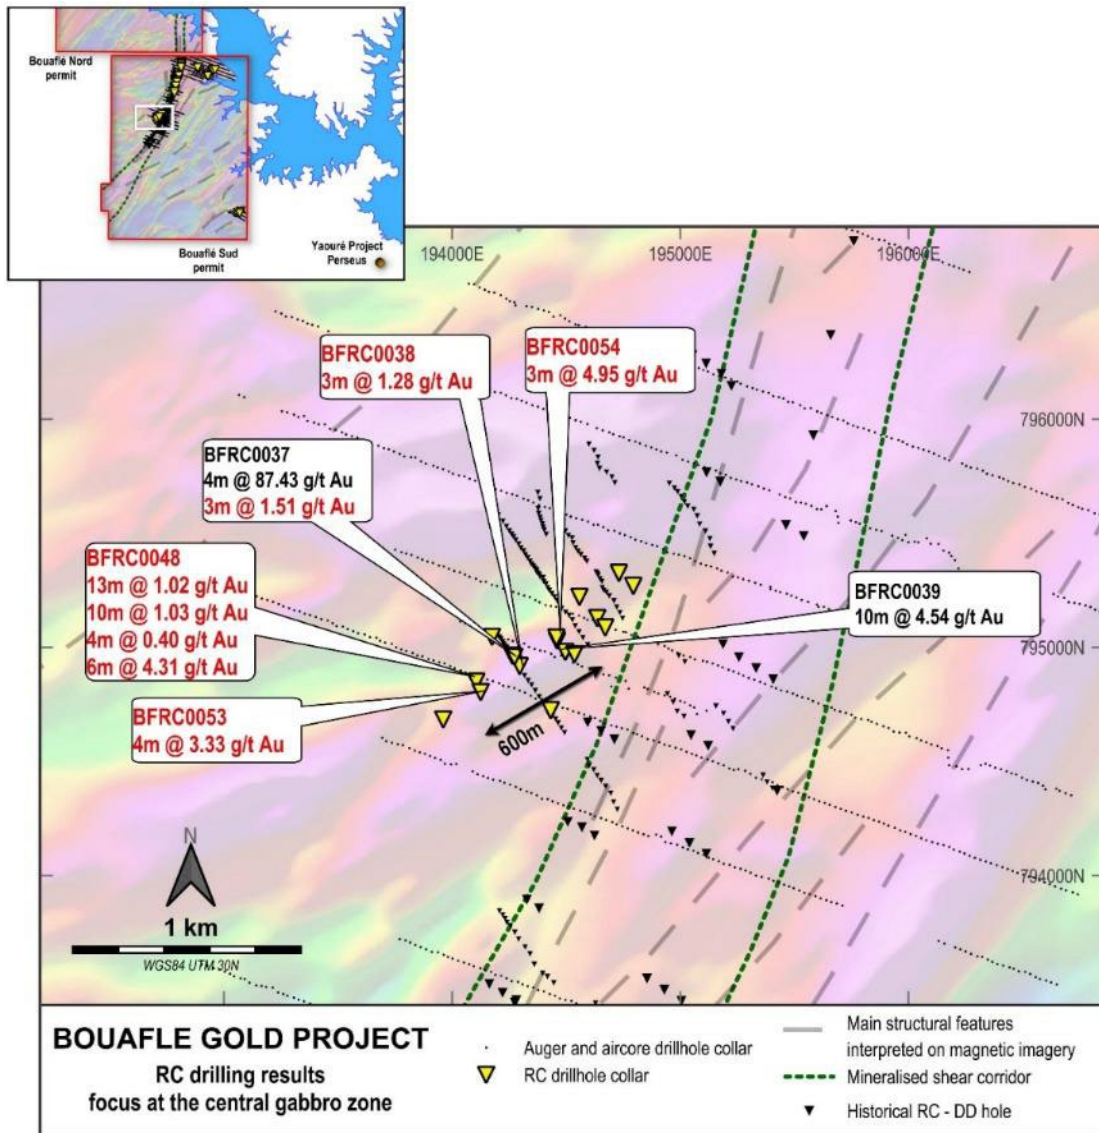 Bouaflé Nord
permit
Bouaflé Sud
permit
Yaouré Project
Perseus
194000E
195000E
196000E
796000N
795000N
794000N
BFRC0038
3m @ 1.28 g/t Au
BFRC0054
3m @ 4.95 g/t Au
BFRC0037
4m @ 87.43 g/t Au
3m @ 1.51 g/t Au
BFRC0048
13m @ 1.02 g/t Au
10m @ 1.03 g/t Au
4m @ 0.40 g/t Au
6m @ 4.31 g/t Au
BFRC0039
10m @ 4.54 g/t Au
BFRC0053
4m @ 3.33 g/t Au
600m
N
1 km
WGS84 UTM 30N
BOUAFLE GOLD PROJECT
RC drilling results
focus at the central gabbro zone
Auger and aircore drillhole collar
RC drillhole collar
Main structural features
interpreted on magnetic imagery
Mineralised shear corridor
Historical RC - DD hole